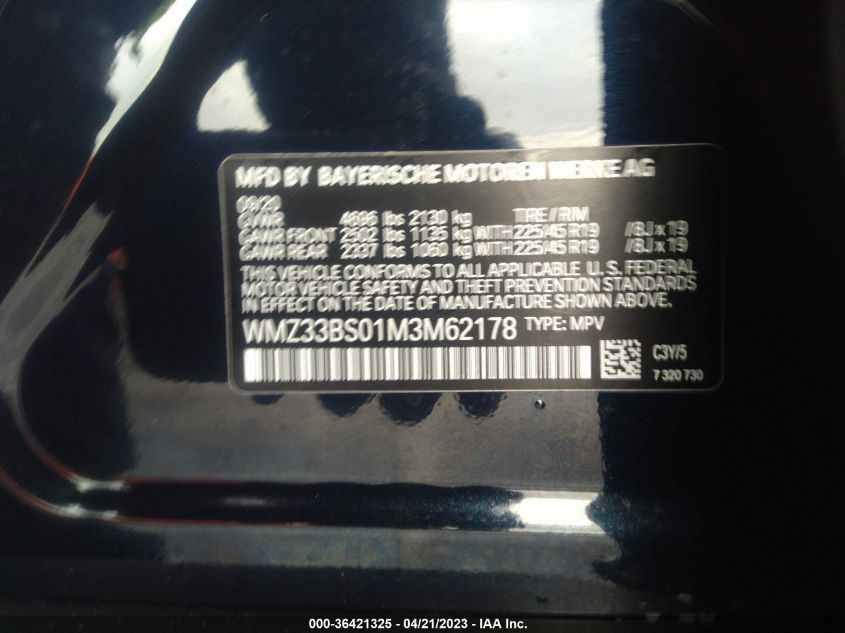 MFD BY BAYERISCHE MOTOREN WERKE AG
08/20
GVWR 4696 lbs 2130 kg TIRE // RIM
GAWR FRONT 2502 lbs 1135 kg WITH 225/45 R19 //8J x 19
GAWR REAR 2337 lbs 1060 kg WITH 225/45 R19 //8J x 19
THIS VEHICLE CONFORMS TO ALL APPLICABLE U. S. FEDERAL
MOTOR VEHICLE SAFETY AND THEFT PREVENTION STANDARDS
IN EFFECT ON THE DATE OF MANUFACTURE SHOWN ABOVE.
WMZ33BS01M3M62178 TYPE: MPV
C3Y/5
7 320 730
000-36421325 - 04/21/2023 - IAA Inc.